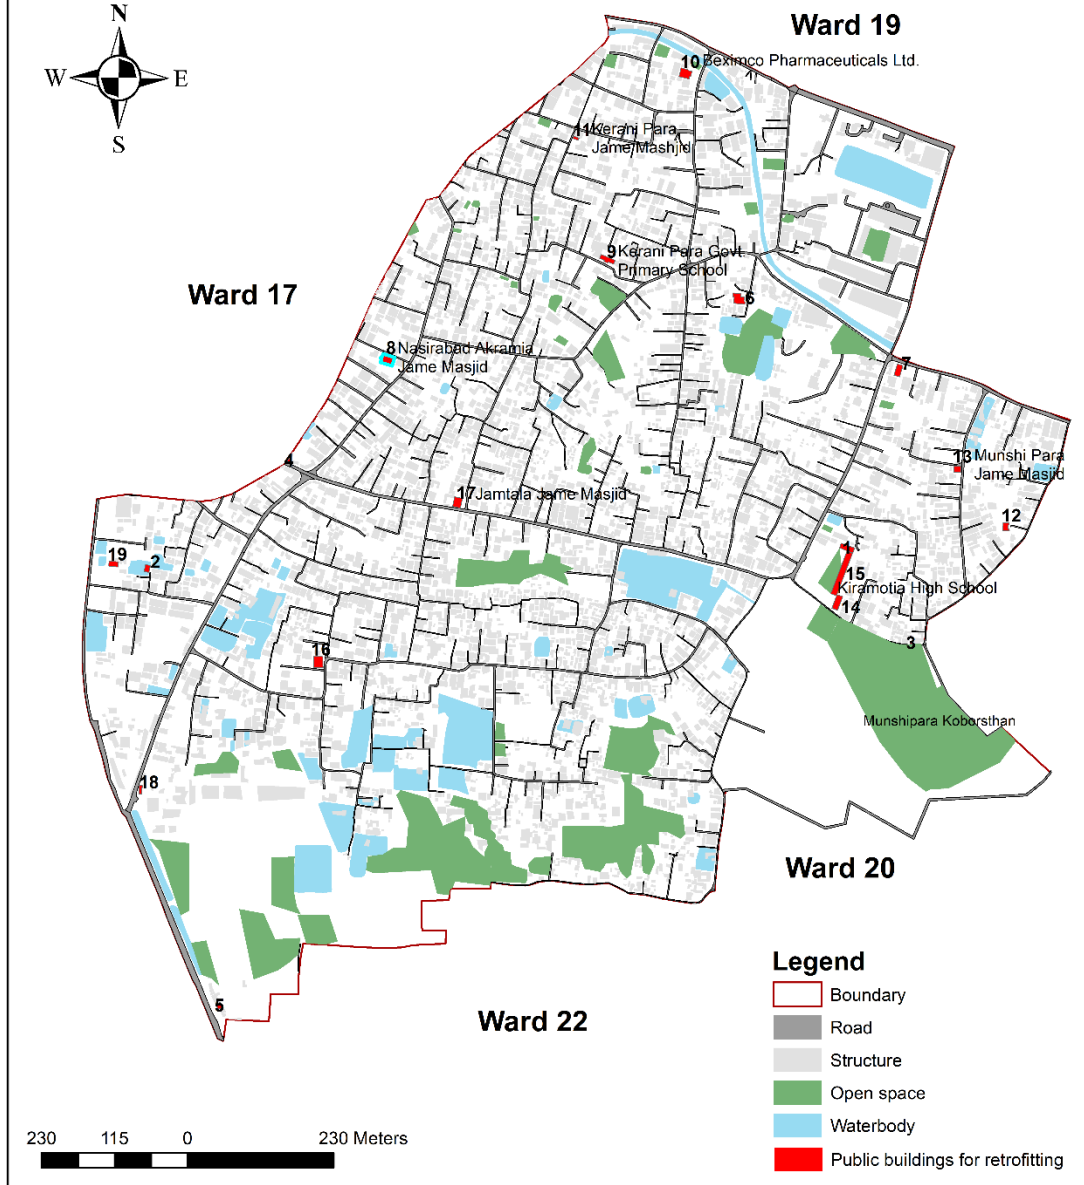 N
W
E
S
Ward 19
10 Beximco Pharmaceuticals Ltd.
11 Kerani Para
Jame Mashjid
9 Kerani Para Govt.
Primary School
Ward 17
6
8 Nasirabad Akramia
Jame Masjid
7
4
13 Munshi Para
Jame Masjid
17 Jamtala Jame Masjid
12
1
19
2
15
Kiramotia High School
14
3
16
Munshipara Koborsthan
18
Ward 20
5
Ward 22
Legend
Boundary
Road
Structure
Open space
Waterbody
Public buildings for retrofitting
230 115 0 230 Meters